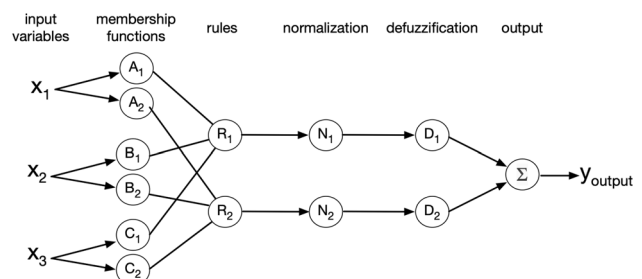 input variables
membership functions
rules
normalization
defuzzification
output
x1
x2
x3
A1
A2
B1
B2
C1
C2
R1
R2
N1
N2
D1
D2
Σ
youtput